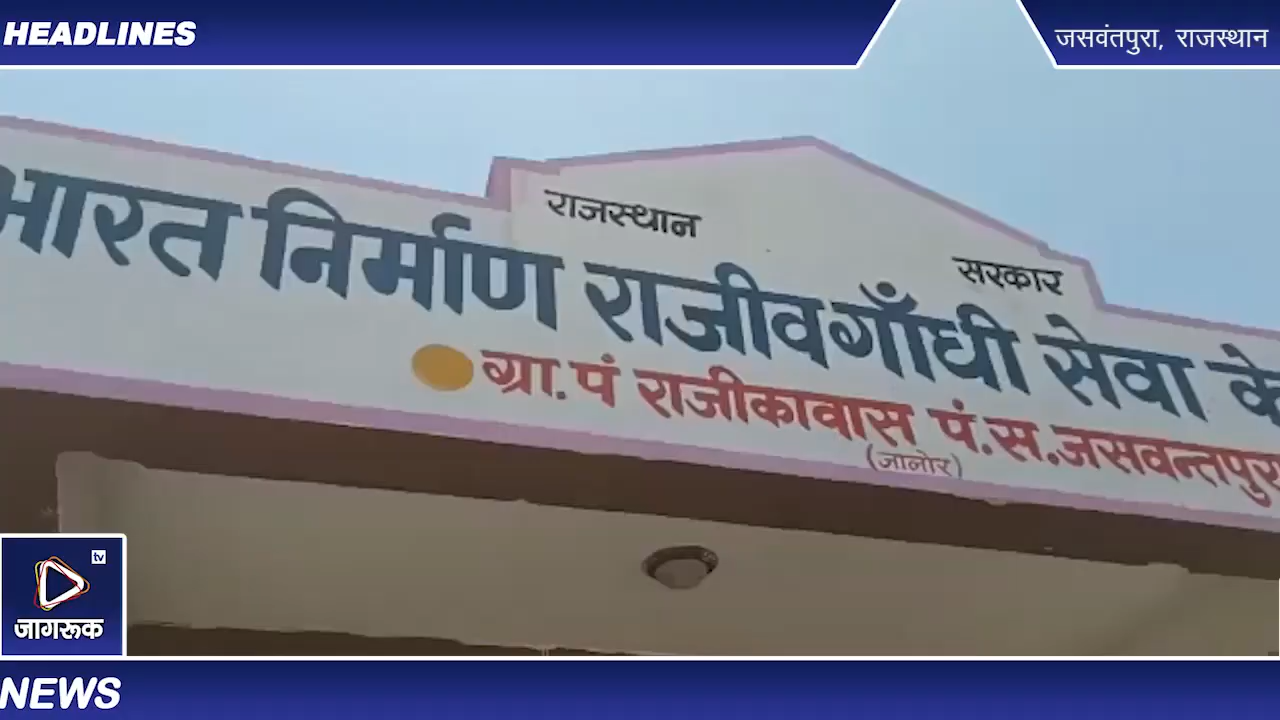 HEADLINES
जसवंतपुरा, राजस्थान
राजस्थान सरकार
भारत निर्माण राजीवगाँधी सेवा के
ग्रा.पं राजीकावास पं.स.जसवन्तपुरा
(जालोर)
tv
जागरूक
NEWS